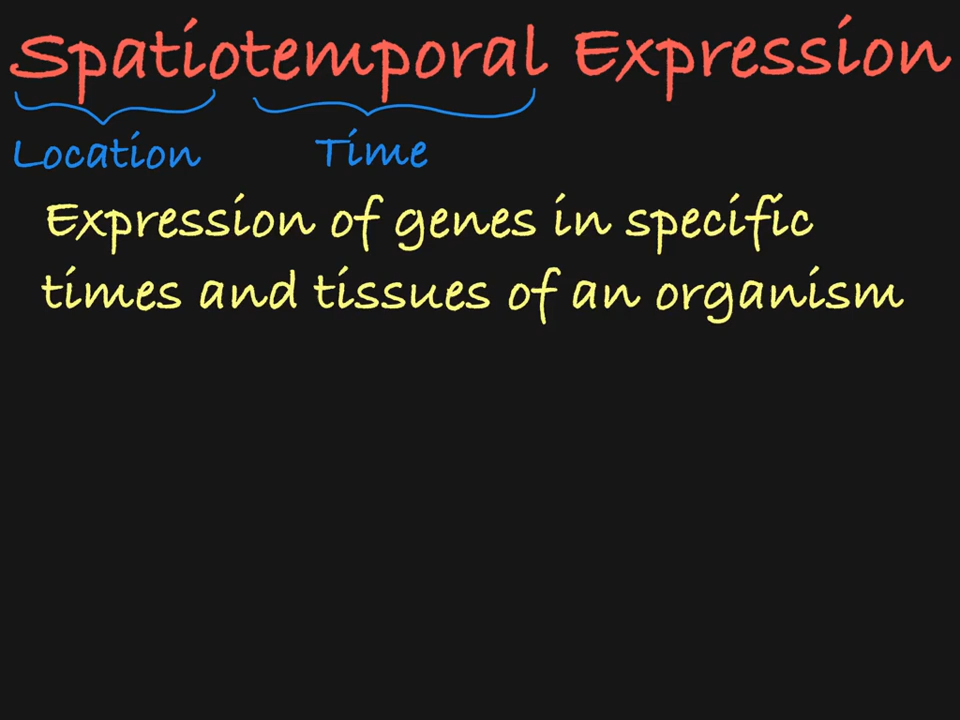 Spatiotemporal Expression
Location Time
Expression of genes in specific
times and tissues of an organism